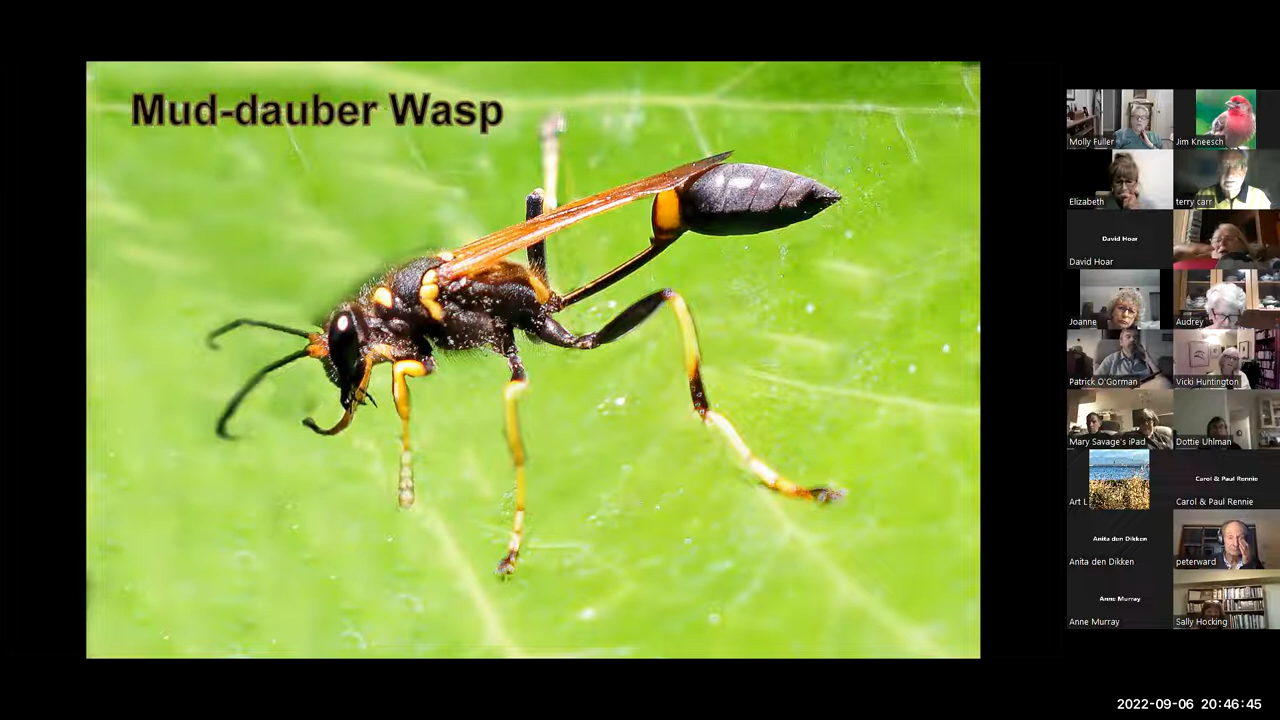 Mud-dauber Wasp
Molly Fuller
Jim Kneesch
Elizabeth
terry carr
David Hoar
David Hoar
Joanne
Audrey
Patrick O'Gorman
Vicki Huntington
Mary Savage's iPad
Dottie Uhlman
Art L
Carol & Paul Rennie
Carol & Paul Rennie
Anita den Dikken
Anita den Dikken
peterward
Anne Murray
Anne Murray
Sally Hocking
2022-09-06 20:46:45